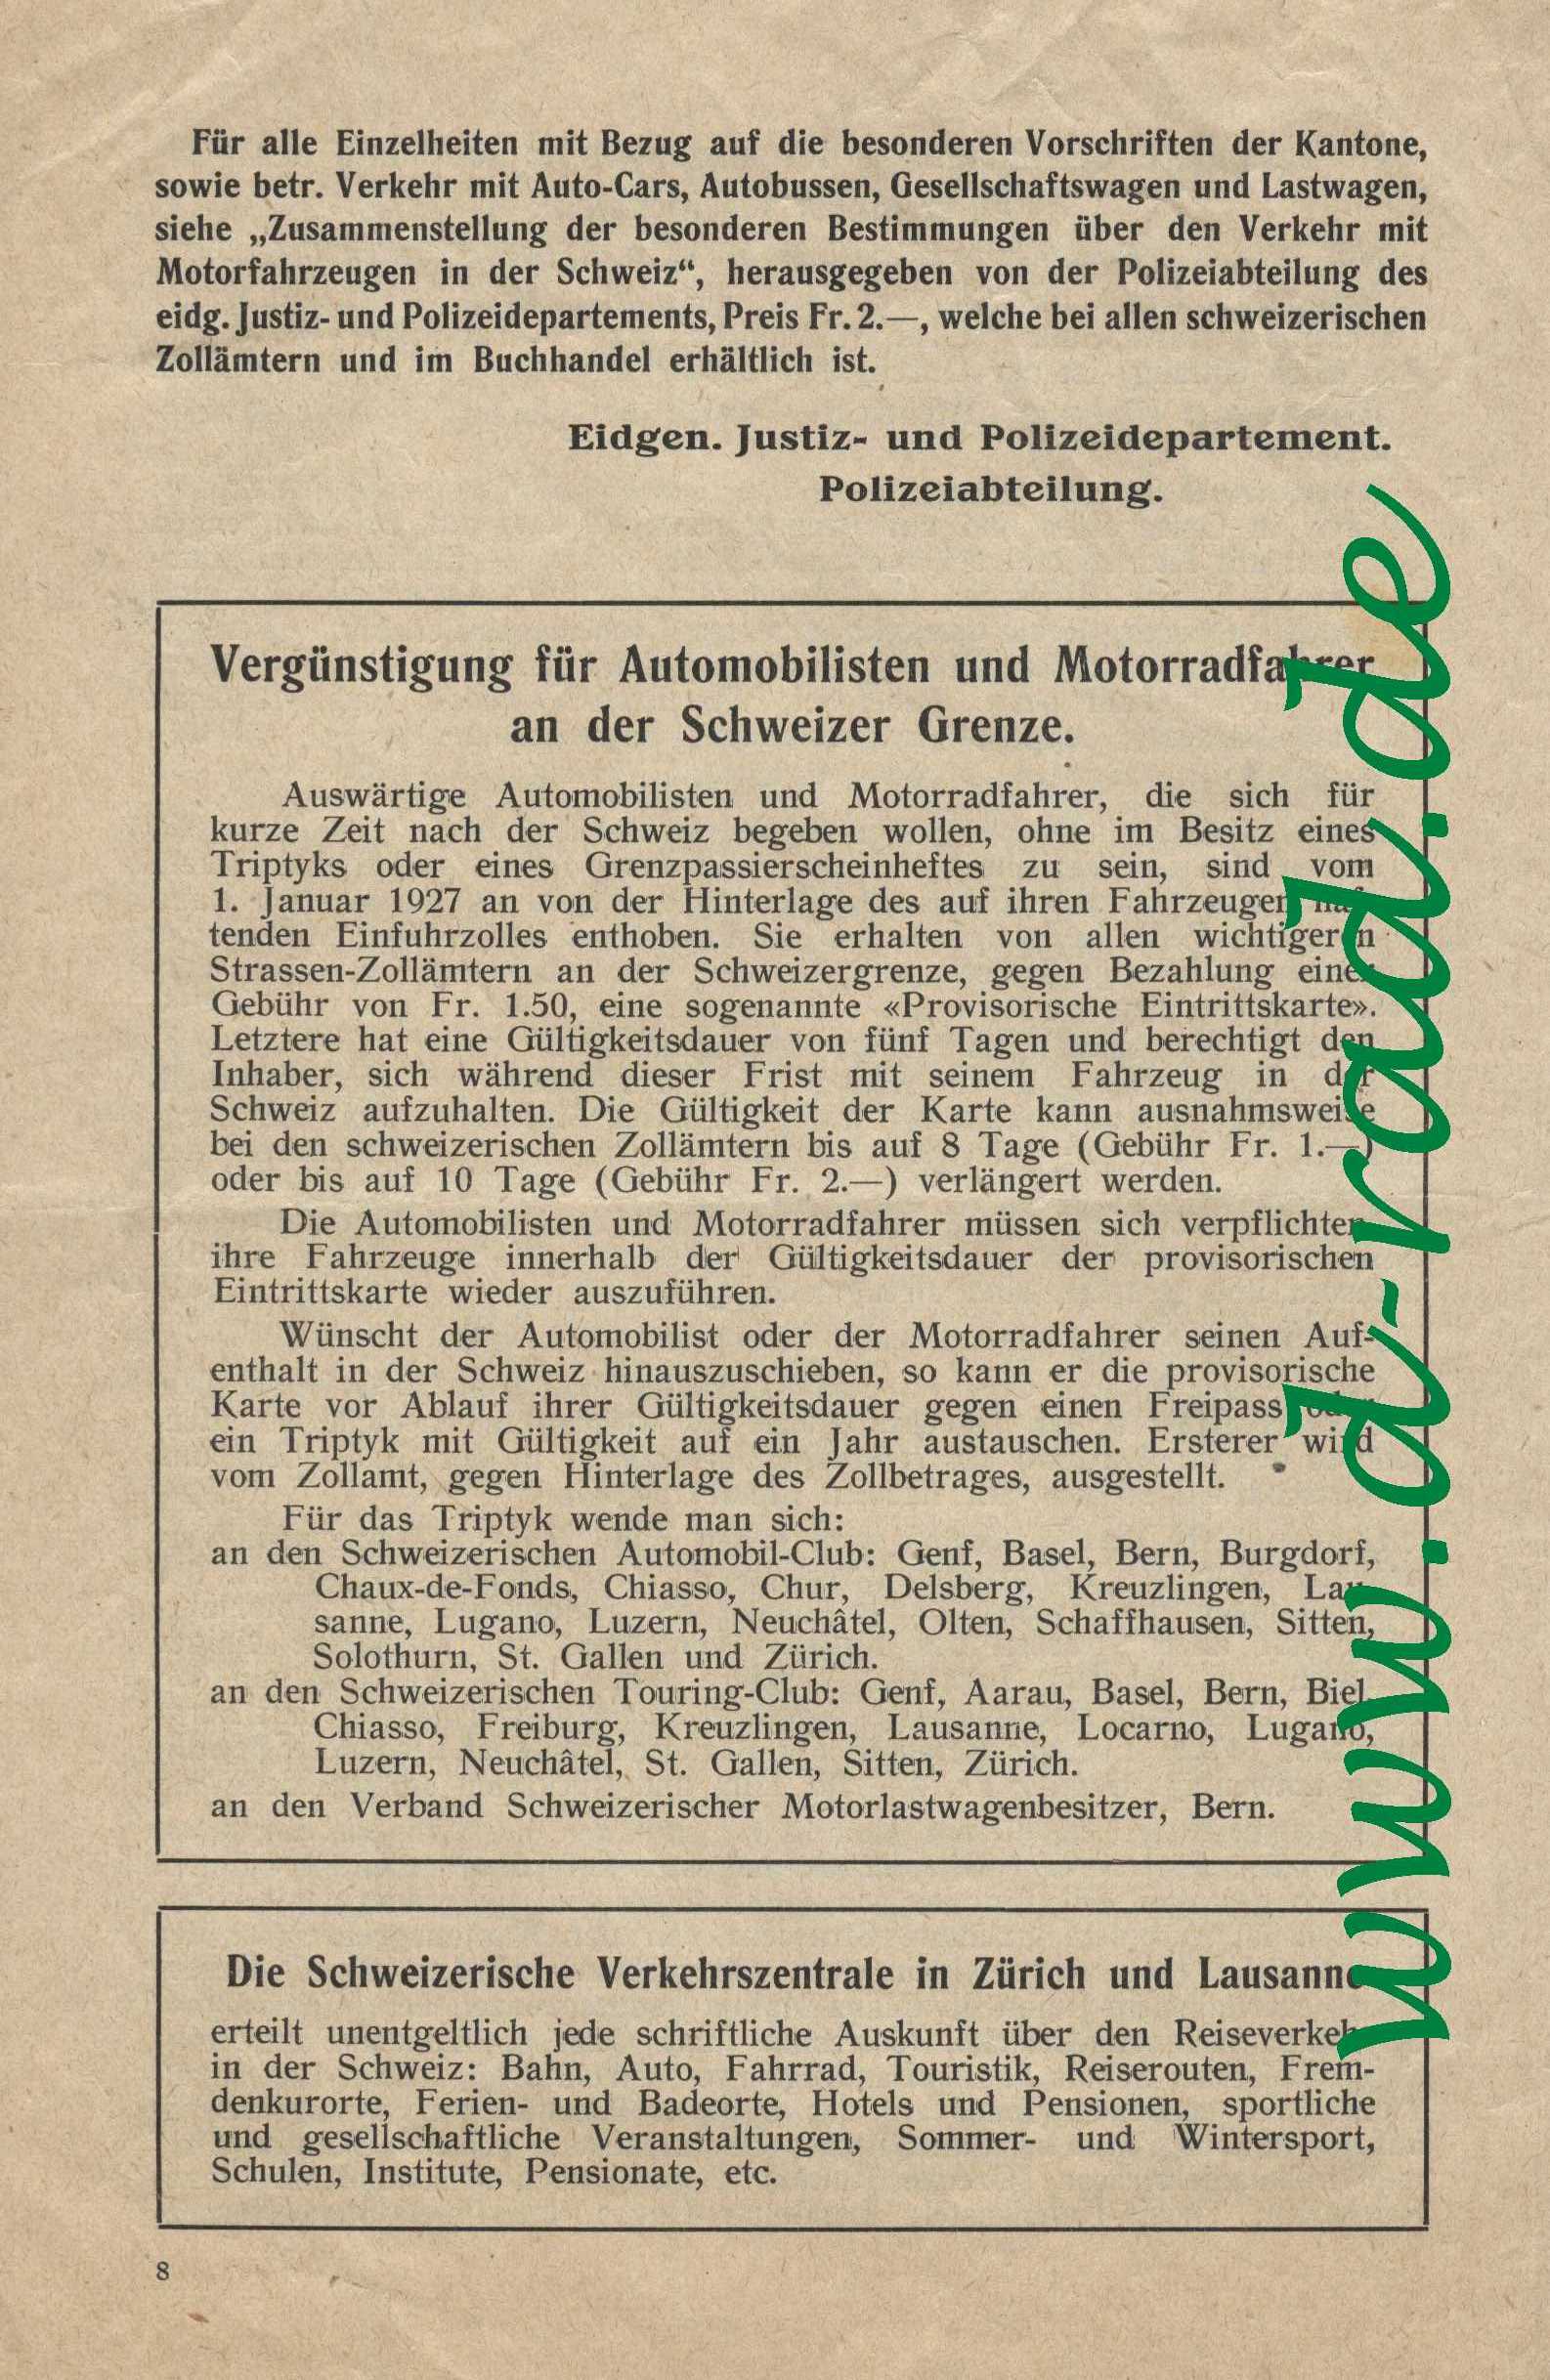 Für alle Einzelheiten mit Bezug auf die besonderen Vorschriften der Kantone,
sowie betr. Verkehr mit Auto-Cars, Autobussen, Gesellschaftswagen und Lastwagen,
siehe „Zusammenstellung der besonderen Bestimmungen über den Verkehr mit
Motorfahrzeugen in der Schweiz“, herausgegeben von der Polizeiabteilung des
eidg. Justiz- und Polizeidepartements, Preis Fr. 2.—, welche bei allen schweizerischen
Zollämtern und im Buchhandel erhältlich ist.
Eidgen. Justiz- und Polizeidepartement.
Polizeiabteilung.
Vergünstigung für Automobilisten und Motorradfahrer
an der Schweizer Grenze.
Auswärtige Automobilisten und Motorradfahrer, die sich für
kurze Zeit nach der Schweiz begeben wollen, ohne im Besitz eines
Triptyks oder eines Grenzpassierscheinheftes zu sein, sind vom
1. Januar 1927 an von der Hinterlage des auf ihren Fahrzeugen haf-
tenden Einfuhrzolles enthoben. Sie erhalten von allen wichtigeren
Strassen-Zollämtern an der Schweizergrenze, gegen Bezahlung einer
Gebühr von Fr. 1.50, eine sogenannte «Provisorische Eintrittskarte».
Letztere hat eine Gültigkeitsdauer von fünf Tagen und berechtigt den
Inhaber, sich während dieser Frist mit seinem Fahrzeug in der
Schweiz aufzuhalten. Die Gültigkeit der Karte kann ausnahmsweise
bei den schweizerischen Zollämtern bis auf 8 Tage (Gebühr Fr. 1.—)
oder bis auf 10 Tage (Gebühr Fr. 2.—) verlängert werden.
Die Automobilisten und Motorradfahrer müssen sich verpflichten
ihre Fahrzeuge innerhalb der Gültigkeitsdauer der provisorischen
Eintrittskarte wieder auszuführen.
Wünscht der Automobilist oder der Motorradfahrer seinen Auf-
enthalt in der Schweiz hinauszuschieben, so kann er die provisorische
Karte vor Ablauf ihrer Gültigkeitsdauer gegen einen Freipass oder
ein Triptyk mit Gültigkeit auf ein Jahr austauschen. Ersterer wird
vom Zollamt, gegen Hinterlage des Zollbetrages, ausgestellt.
Für das Triptyk wende man sich:
an den Schweizerischen Automobil-Club: Genf, Basel, Bern, Burgdorf,
Chaux-de-Fonds, Chiasso, Chur, Delsberg, Kreuzlingen, Lau-
sanne, Lugano, Luzern, Neuchâtel, Olten, Schaffhausen, Sitten,
Solothurn, St. Gallen und Zürich.
an den Schweizerischen Touring-Club: Genf, Aarau, Basel, Bern, Biel,
Chiasso, Freiburg, Kreuzlingen, Lausanne, Locarno, Lugano,
Luzern, Neuchâtel, St. Gallen, Sitten, Zürich.
an den Verband Schweizerischer Motorlastwagenbesitzer, Bern.
Die Schweizerische Verkehrszentrale in Zürich und Lausanne
erteilt unentgeltlich jede schriftliche Auskunft über den Reiseverkehr
in der Schweiz: Bahn, Auto, Fahrrad, Touristik, Reiserouten, Frem-
denkurorte, Ferien- und Badeorte, Hotels und Pensionen, sportliche
und gesellschaftliche Veranstaltungen, Sommer- und Wintersport,
Schulen, Institute, Pensionate, etc.
8
www.d-rad.de